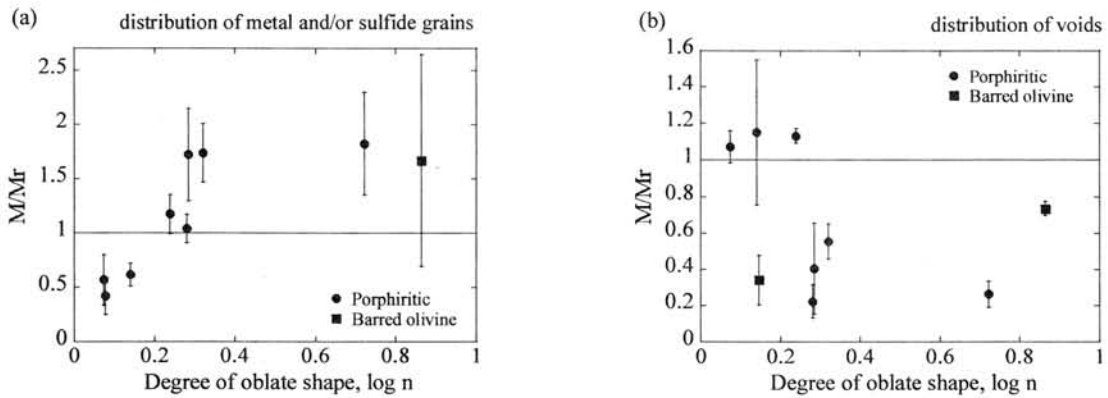 (a)
distribution of metal and/or sulfide grains
2.5
2
1.5
1
0.5
0
M/Mr
Porphiritic
Barred olivine
0 0.2 0.4 0.6 0.8 1
Degree of oblate shape, log n
(b)
distribution of voids
1.6
1.4
1.2
1
0.8
0.6
0.4
0.2
0
M/Mr
Porphiritic
Barred olivine
0 0.2 0.4 0.6 0.8 1
Degree of oblate shape, log n